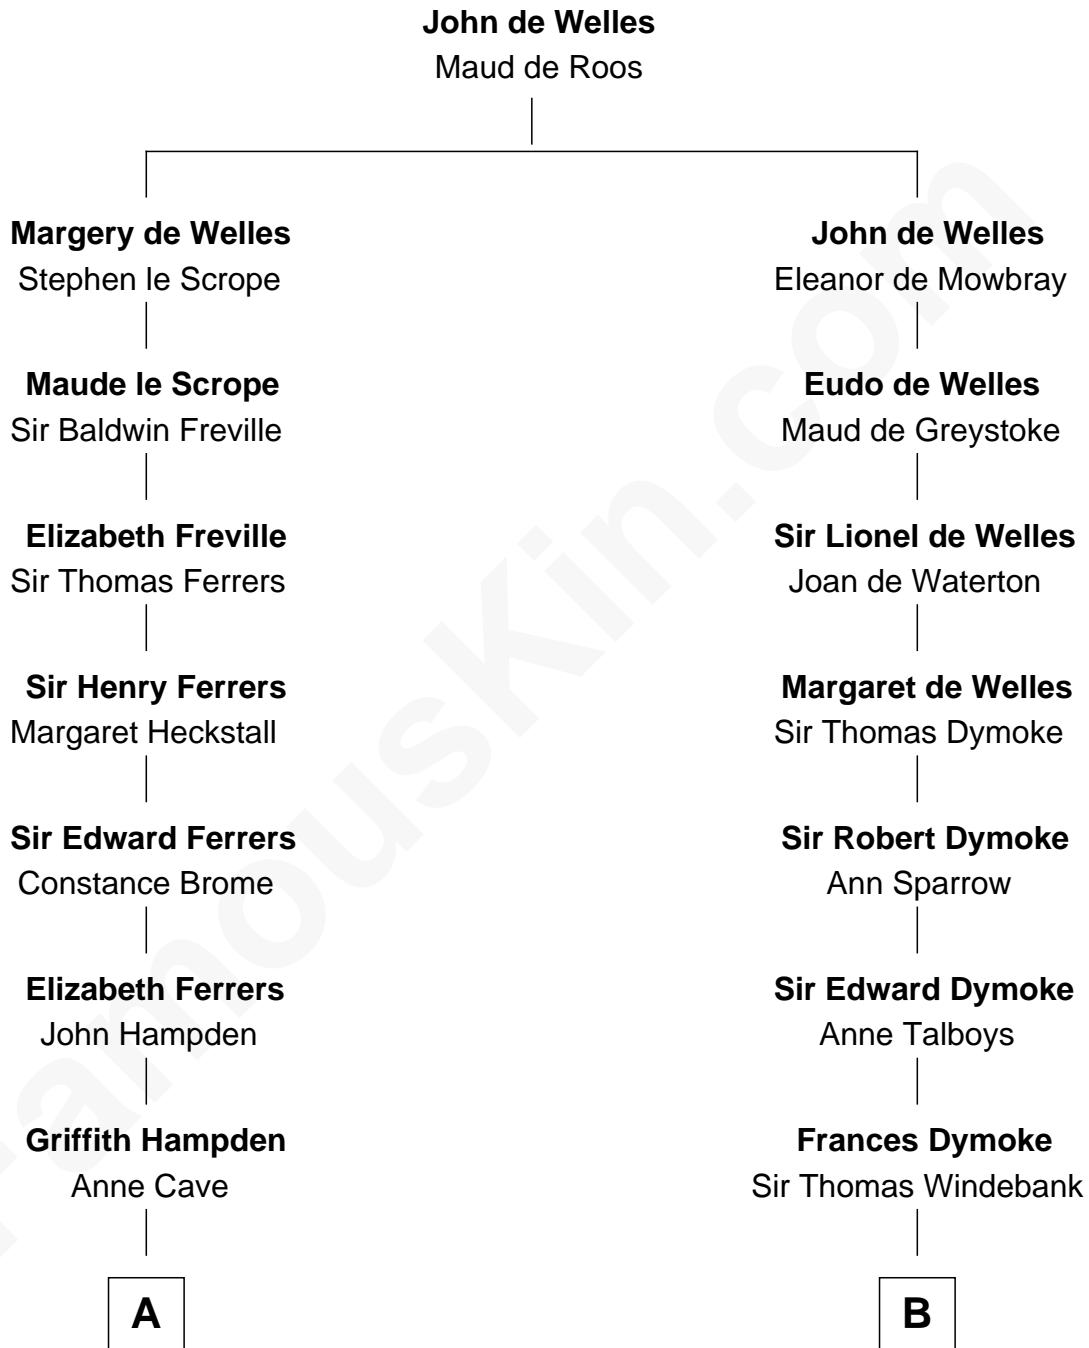 John de Welles
Maud de Roos
Margery de Welles
Stephen le Scrope
Maude le Scrope
Sir Baldwin Freville
Elizabeth Freville
Sir Thomas Ferrers
Sir Henry Ferrers
Margaret Heckstall
Sir Edward Ferrers
Constance Brome
Elizabeth Ferrers
John Hampden
Griffith Hampden
Anne Cave
A
John de Welles
Eleanor de Mowbray
Eudo de Welles
Maud de Greystoke
Sir Lionel de Welles
Joan de Waterton
Margaret de Welles
Sir Thomas Dymoke
Sir Robert Dymoke
Ann Sparrow
Sir Edward Dymoke
Anne Talboys
Frances Dymoke
Sir Thomas Windebank
B
FamousKin.com